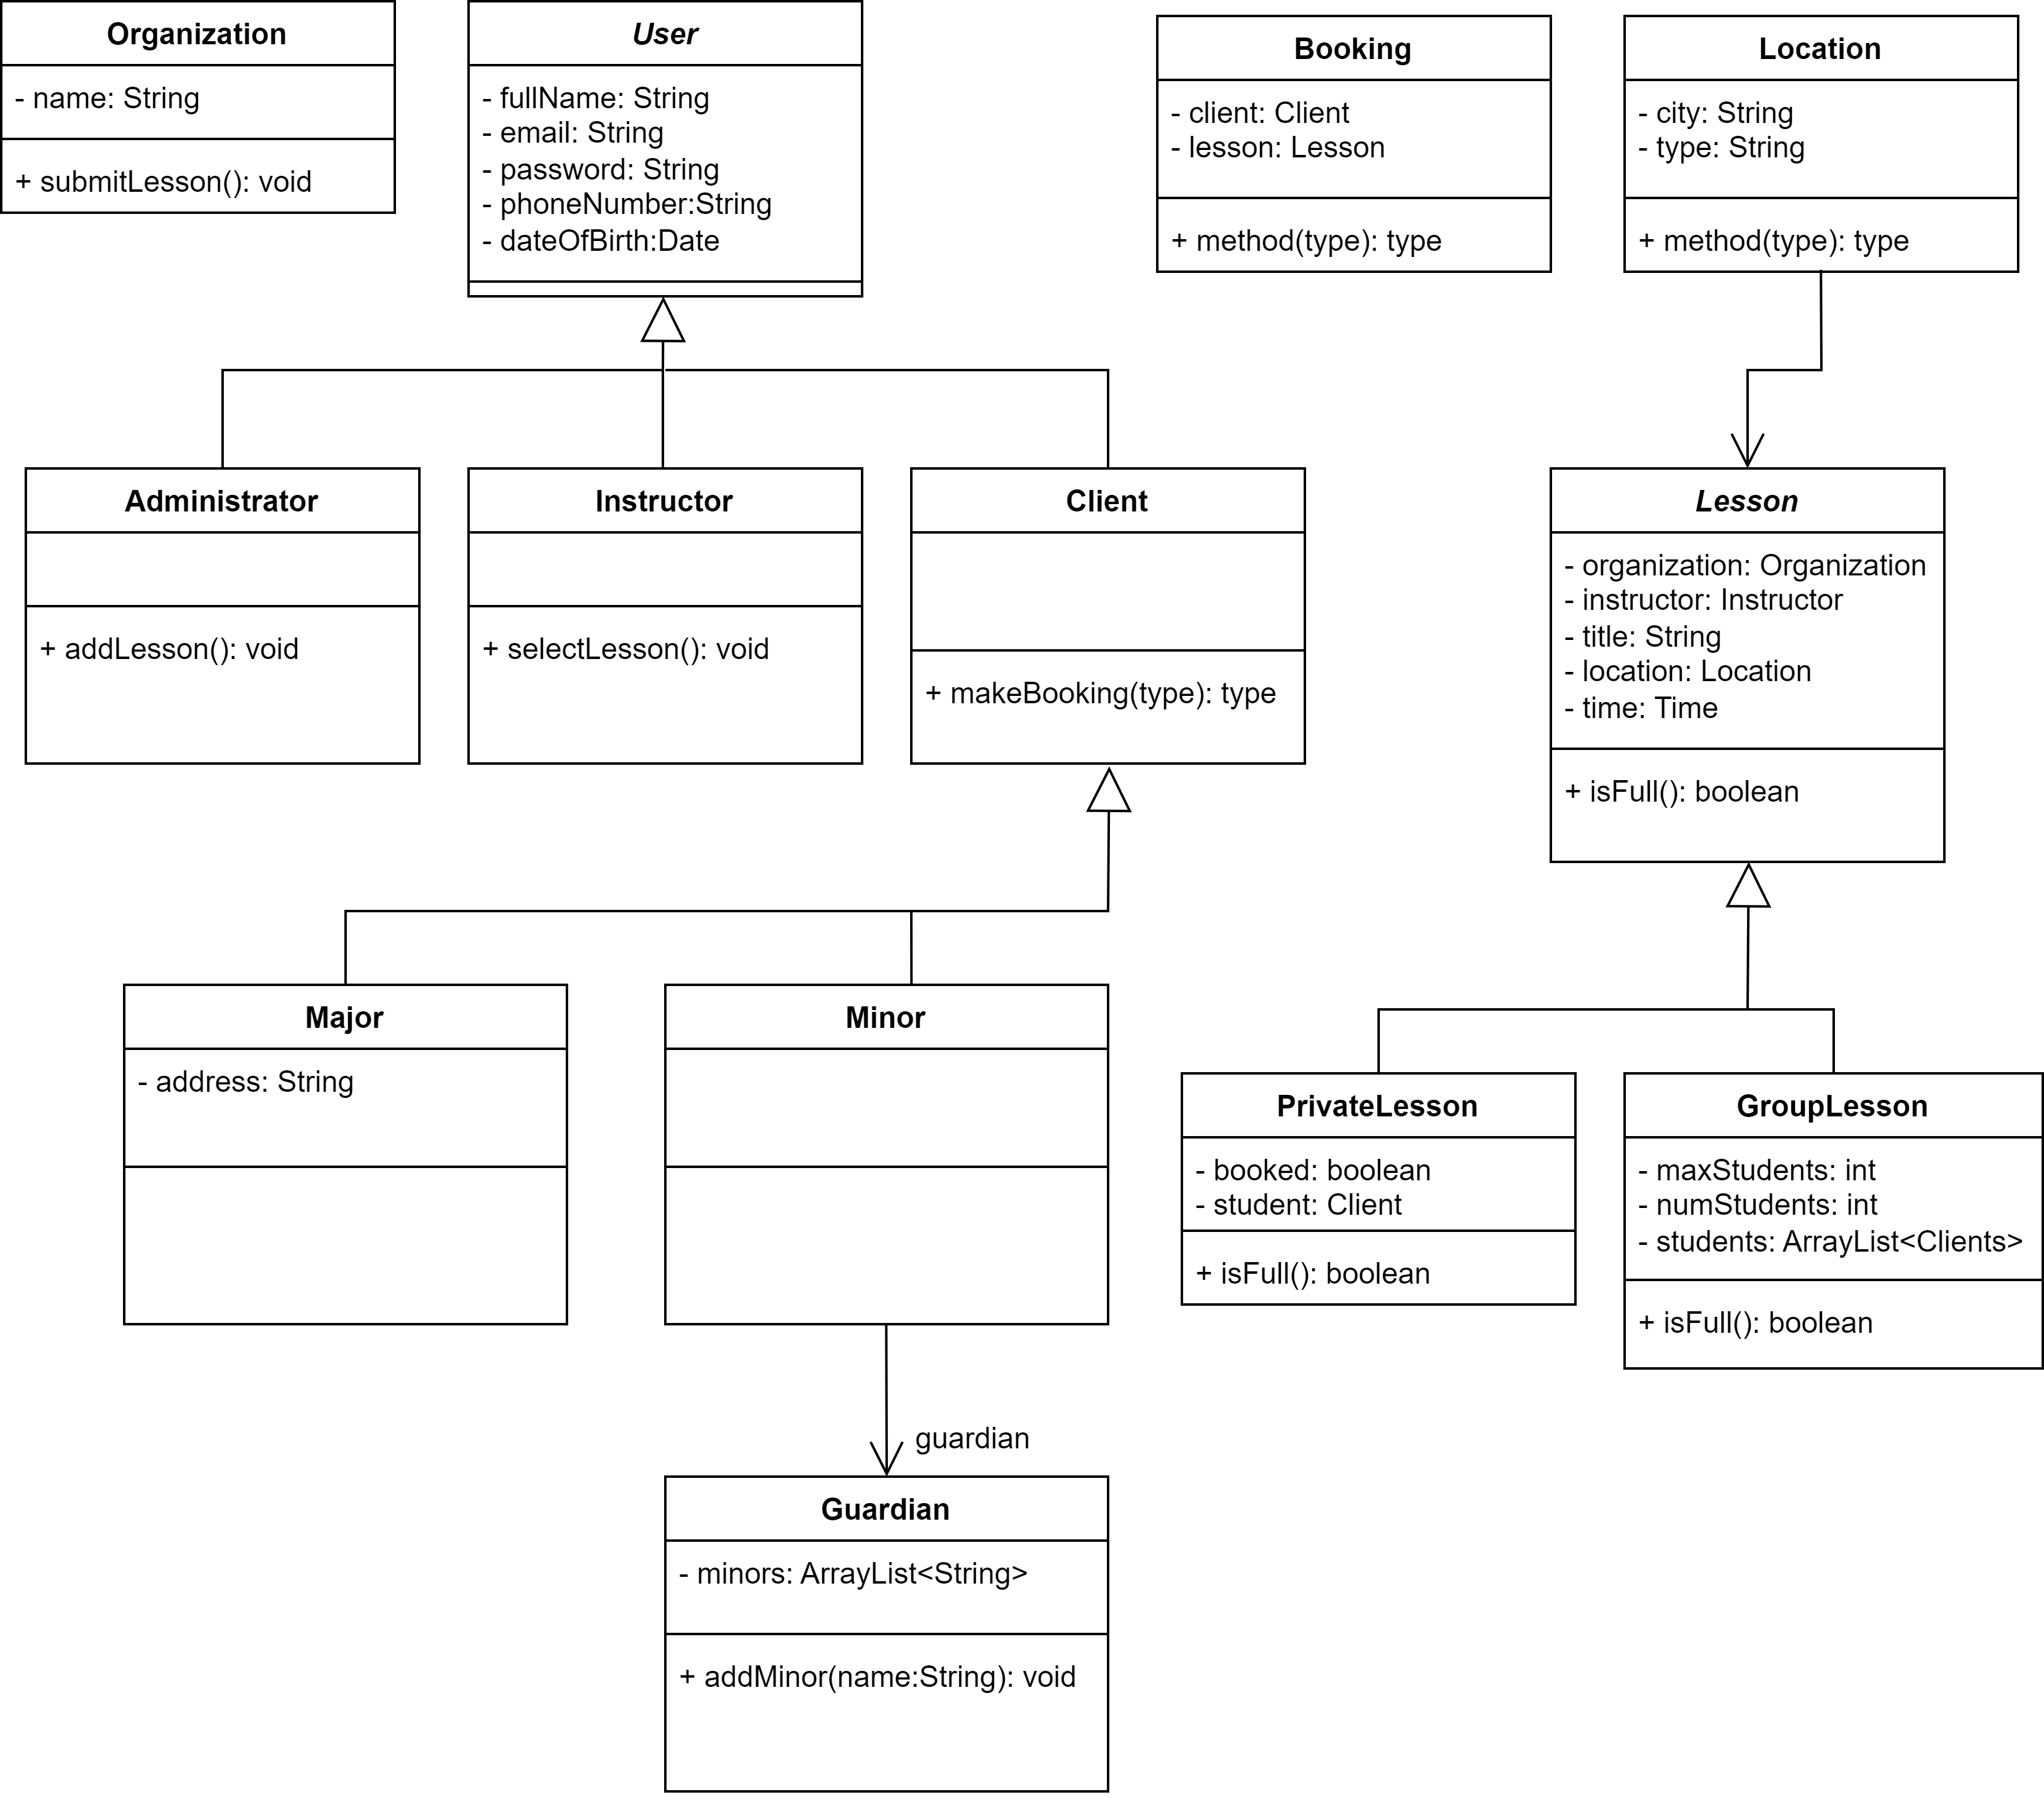 Organization
- name: String
+ submitLesson(): void
User
- fullName: String
- email: String
- password: String
- phoneNumber:String
- dateOfBirth:Date
Booking
- client: Client
- lesson: Lesson
+ method(type): type
Location
- city: String
- type: String
+ method(type): type
Administrator
+ addLesson(): void
Instructor
+ selectLesson(): void
Client
+ makeBooking(type): type
Lesson
- organization: Organization
- instructor: Instructor
- title: String
- location: Location
- time: Time
+ isFull(): boolean
Major
- address: String
Minor
PrivateLesson
- booked: boolean
- student: Client
+ isFull(): boolean
GroupLesson
- maxStudents: int
- numStudents: int
- students: ArrayList<Clients>
+ isFull(): boolean
guardian
Guardian
- minors: ArrayList<String>
+ addMinor(name:String): void